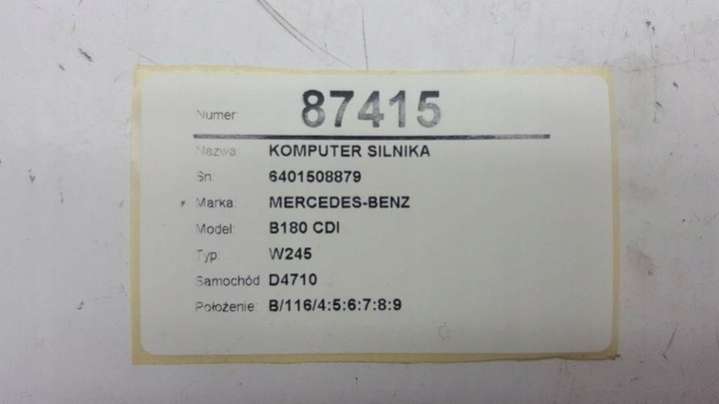 Numer 87415
Nazwa: KOMPUTER SILNIKA
Sn: 6401508879
Marka: MERCEDES-BENZ
Model: B180 CDI
Typ: W245
Samochód D4710
Położenie: B/116/4:5:6:7:8:9